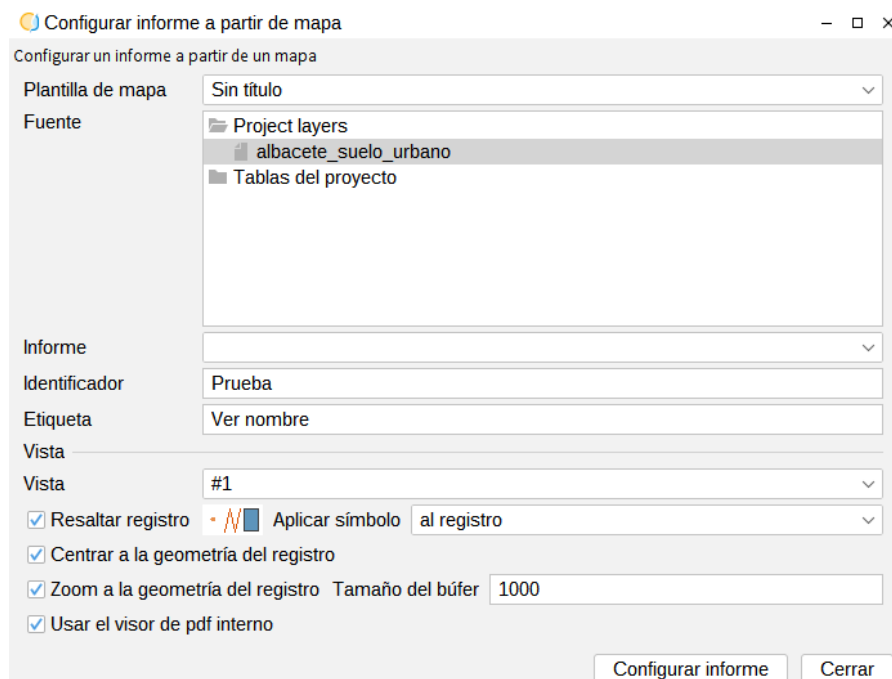 Configurar informe a partir de mapa
Configurar un informe a partir de un mapa
Plantilla de mapa Sin título
Fuente Project layers
albacete_suelo_urbano
Tablas del proyecto
Informe
Identificador Prueba
Etiqueta Ver nombre
Vista
Vista #1
Resaltar registro Aplicar símbolo al registro
Centrar a la geometría del registro
Zoom a la geometría del registro Tamaño del búfer 1000
Usar el visor de pdf interno
Configurar informe Cerrar